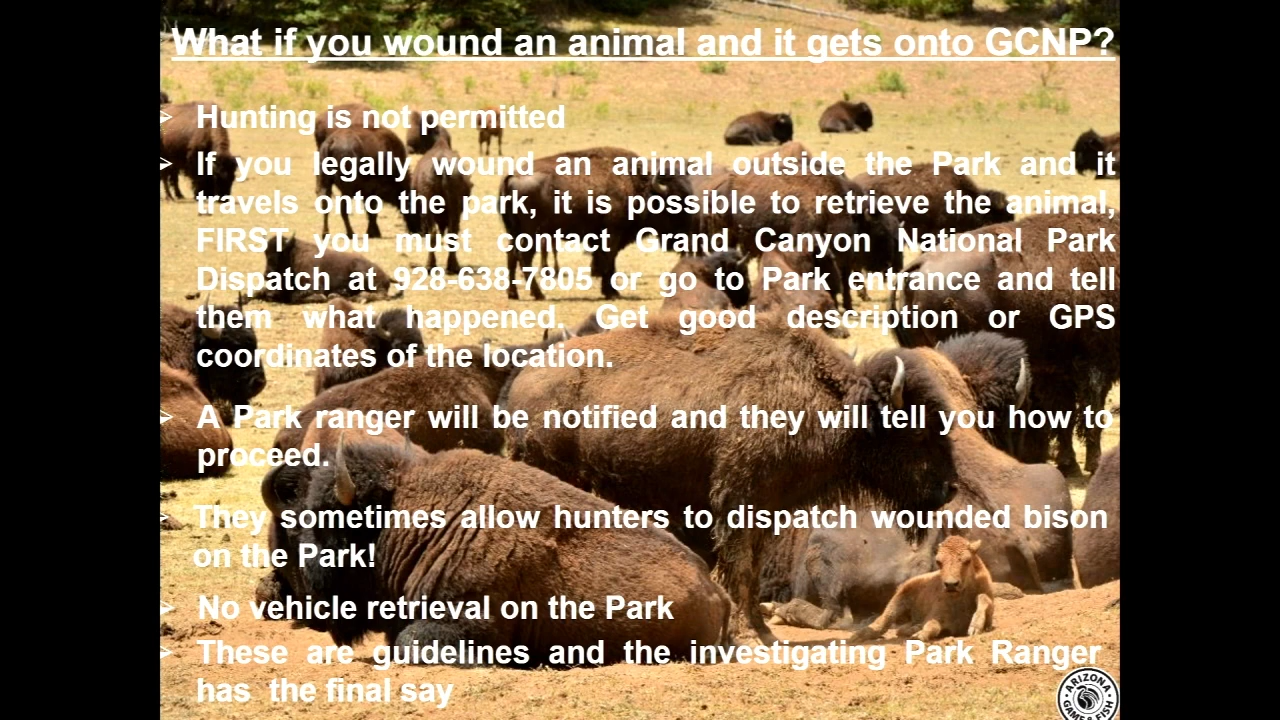 What if you wound an animal and it gets onto GCNP?
Hunting is not permitted
If you legally wound an animal outside the Park and it
travels onto the park, it is possible to retrieve the animal,
FIRST you must contact Grand Canyon National Park
Dispatch at 928-638-7805 or go to Park entrance and tell
them what happened. Get good description or GPS
coordinates of the location.
A Park ranger will be notified and they will tell you how to
proceed.
They sometimes allow hunters to dispatch wounded bison
on the Park!
No vehicle retrieval on the Park
These are guidelines and the investigating Park Ranger
has the final say
ARIZONA
GAME & FISH